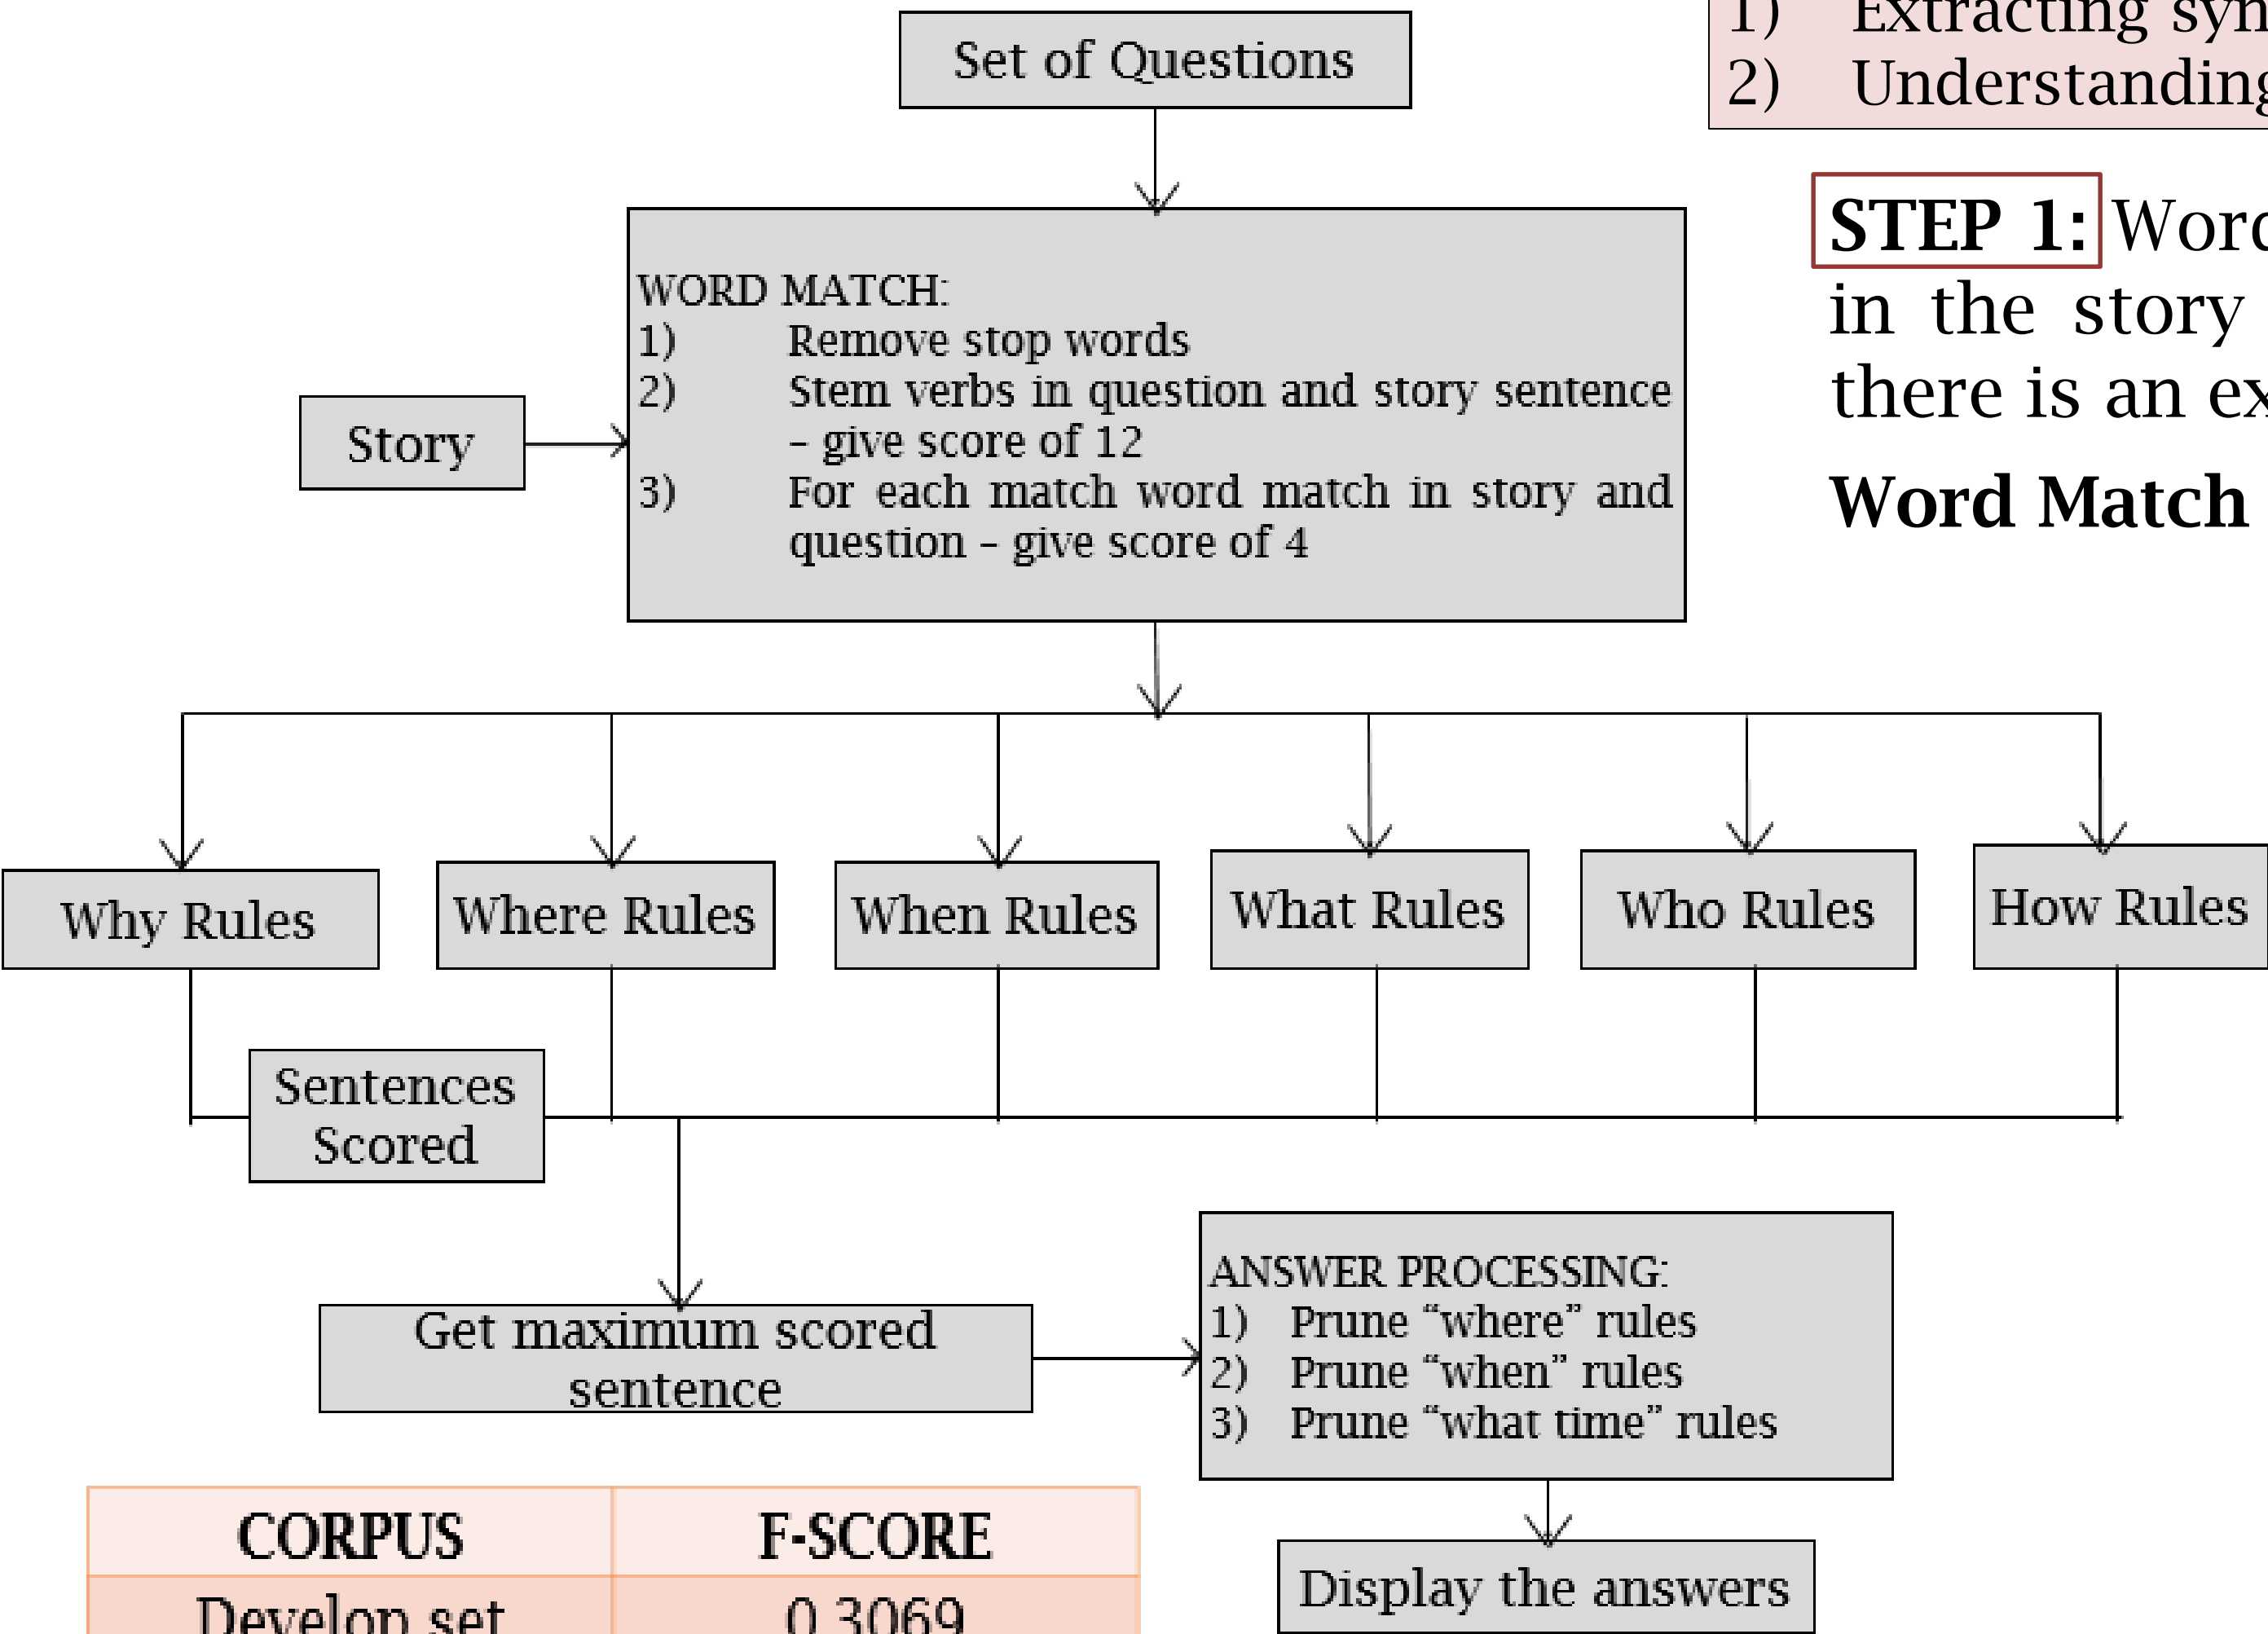 Set of Questions
1) Extracting syn
2) Understanding
STEP 1: Word
in the story
there is an ex
Word Match
WORD MATCH:
1) Remove stop words
2) Stem verbs in question and story sentence
– give score of 12
3) For each match word match in story and
question – give score of 4
Story
Why Rules
Where Rules
When Rules
What Rules
Who Rules
How Rules
Sentences
Scored
Get maximum scored
sentence
ANSWER PROCESSING:
1) Prune “where” rules
2) Prune “when” rules
3) Prune “what time” rules
Display the answers
CORPUS F-SCORE
Develop set 0.3069